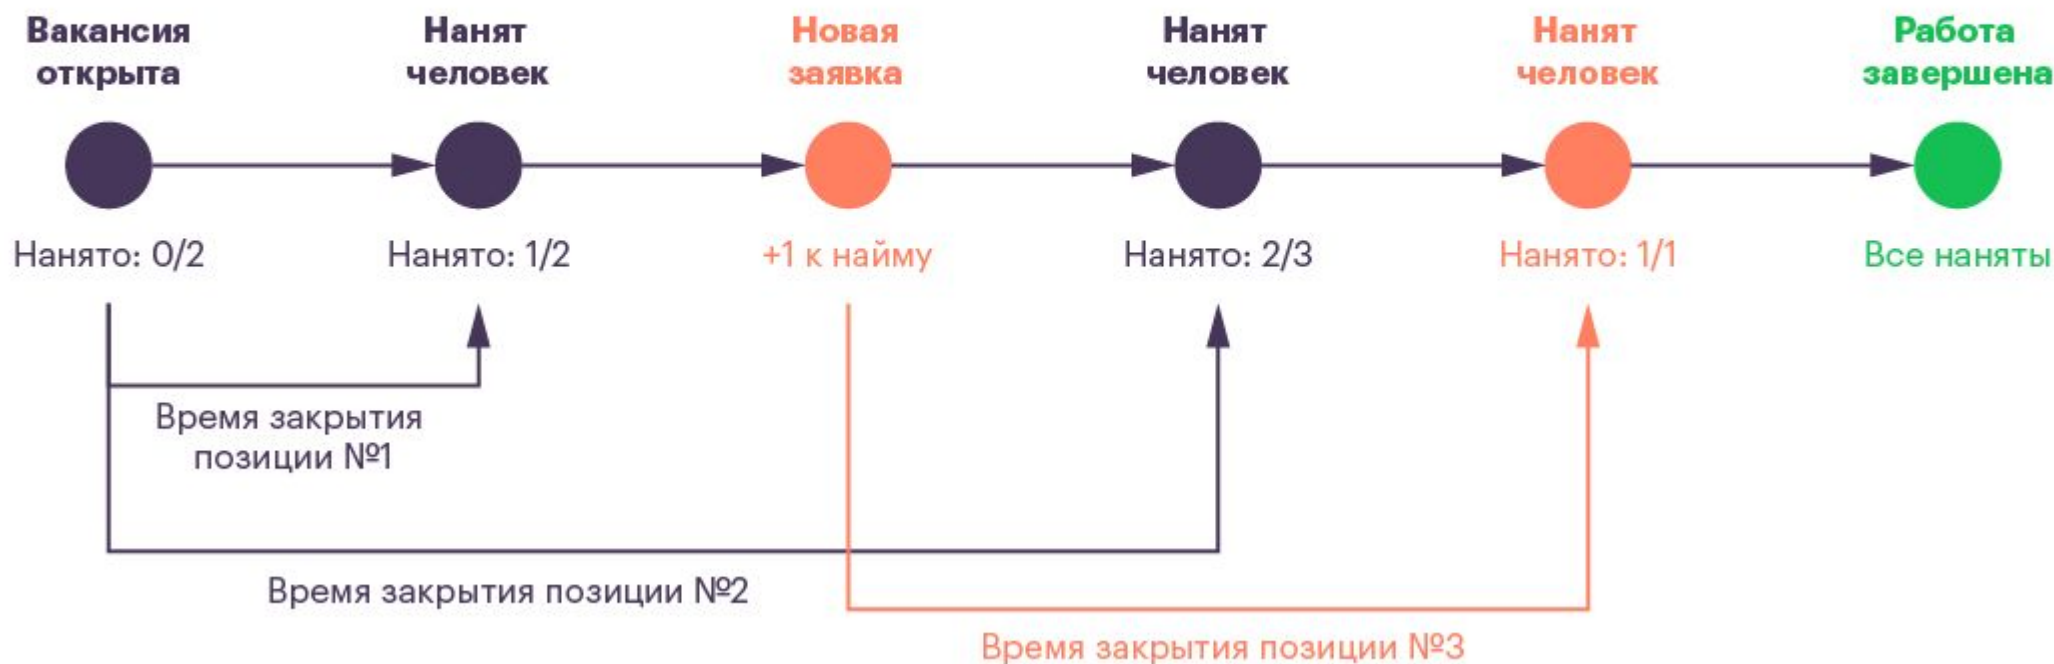 Вакансия
открыта
Нанят
человек
Новая
заявка
Нанят
человек
Нанят
человек
Работа
завершена
Нанято: 0/2
Нанято: 1/2
+1 к найму
Нанято: 2/3
Нанято: 1/1
Все наняты
Время закрытия
позиции №1
Время закрытия позиции №2
Время закрытия позиции №3